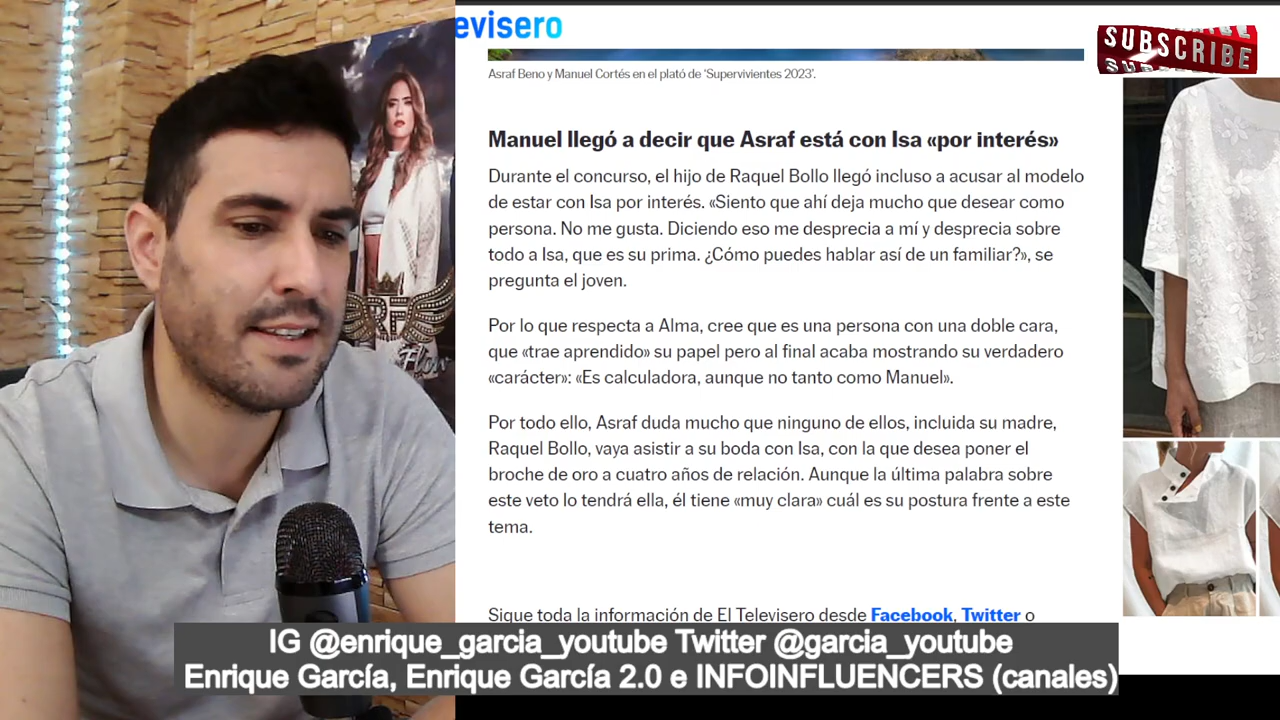 evisero
SUBSCRIBE
Asraf Beno y Manuel Cortés en el plató de ‘Supervivientes 2023’.
Manuel llegó a decir que Asraf está con Isa «por interés»
Durante el concurso, el hijo de Raquel Bollo llegó incluso a acusar al modelo
de estar con Isa por interés. «Siento que ahí deja mucho que desear como
persona. No me gusta. Diciendo eso me desprecia a mí y desprecia sobre
todo a Isa, que es su prima. ¿Cómo puedes hablar así de un familiar?», se
pregunta el joven.
Por lo que respecta a Alma, cree que es una persona con una doble cara,
que «trae aprendido» su papel pero al final acaba mostrando su verdadero
«carácter»: «Es calculadora, aunque no tanto como Manuel».
Por todo ello, Asraf duda mucho que ninguno de ellos, incluida su madre,
Raquel Bollo, vaya asistir a su boda con Isa, con la que desea poner el
broche de oro a cuatro años de relación. Aunque la última palabra sobre
este veto lo tendrá ella, él tiene «muy clara» cuál es su postura frente a este
tema.
Sigue toda la información de El Televisero desde Facebook, Twitter o
IG @enrique_garcia_youtube Twitter @garcia_youtube
Enrique García, Enrique García 2.0 e INFOINFLUENCERS (canales)